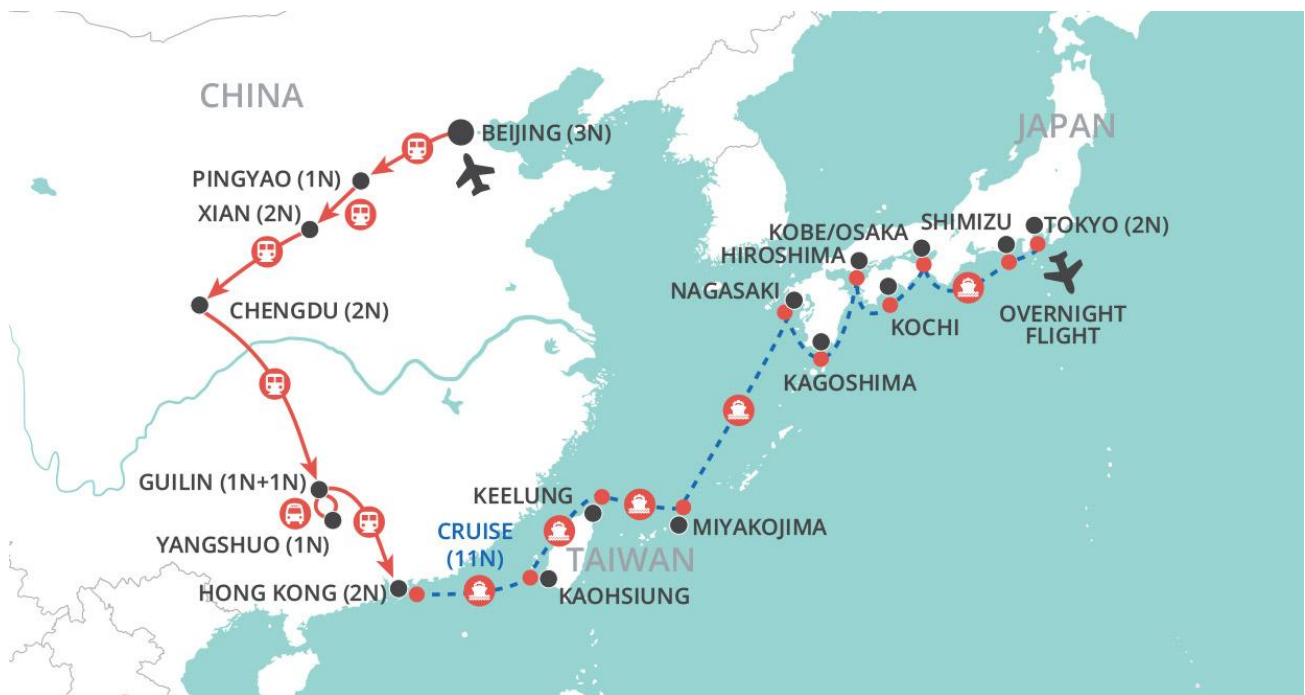 CHINA
BEIJING (3N)
PINGYAO (1N)
XIAN (2N)
CHENGDU (2N)
GUILIN (1N+1N)
YANGSHUO (1N)
HONG KONG (2N)
CRUISE
(11N)
TAIWAN
KAOHSIUNG
KEELUNG
MIYAKOJIMA
NAGASAKI
KAGOSHIMA
HIROSHIMA
KOCHI
KOBE/OSAKA
SHIMIZU
TOKYO (2N)
JAPAN
OVERNIGHT
FLIGHT